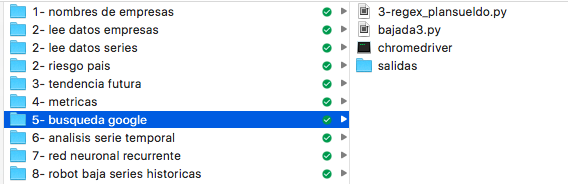 1- nombres de empresas
2- lee datos empresas
2- lee datos series
2- riesgo pais
3- tendencia futura
4- metricas
5- busqueda google
6- analisis serie temporal
7- red neuronal recurrente
8- robot baja series historicas
3-regex_plansueldo.py
bajada3.py
chromedriver
salidas